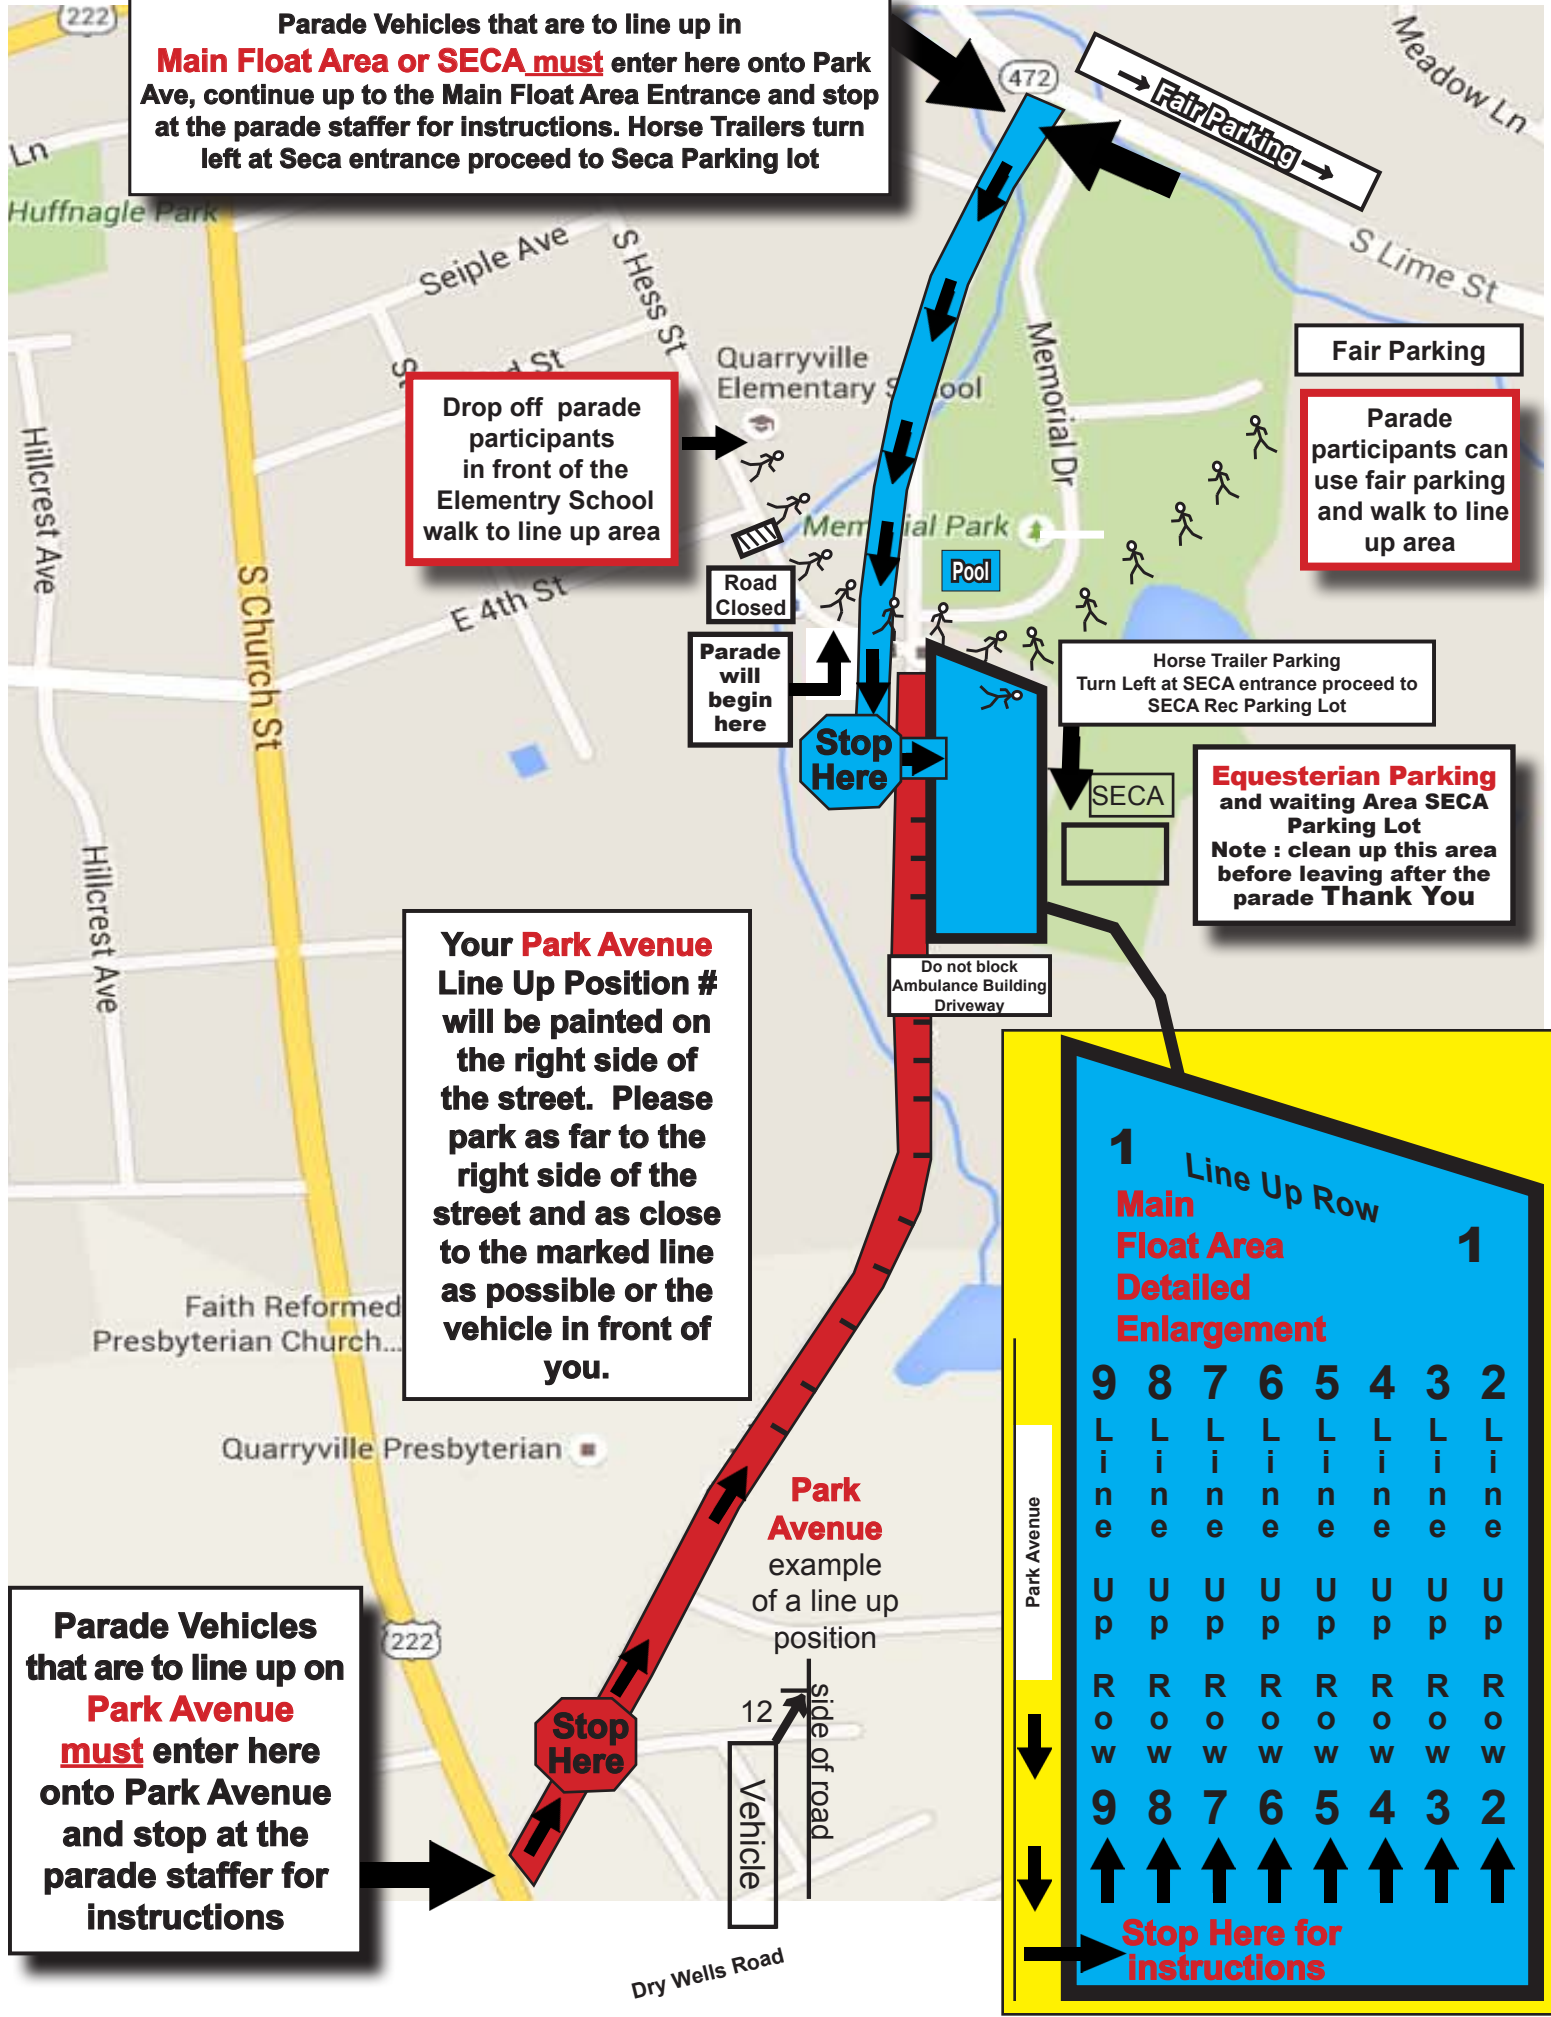 222
Parade Vehicles that are to line up in
Main Float Area or SECA must enter here onto Park
Ave, continue up to the Main Float Area Entrance and stop
at the parade staffer for instructions. Horse Trailers turn
left at Seca entrance proceed to Seca Parking lot
472
→ Fair Parking →
Meadow Ln
Ln
Huffnagle Park
Seiple Ave
S Hess St
S Lime St
Memorial Dr
Quarryville
Elementary S ool
Fair Parking
d St
Drop off parade
participants
in front of the
Elementry School
walk to line up area
Parade
participants can
use fair parking
and walk to line
up area
Hillcrest Ave
S Church St
E 4th St
Mem ial Park
Pool
Road
Closed
Parade
will
begin
here
Horse Trailer Parking
Turn Left at SECA entrance proceed to
SECA Rec Parking Lot
Stop
Here
SECA
Equesterian Parking
and waiting Area SECA
Parking Lot
Note : clean up this area
before leaving after the
parade Thank You
Hillcrest Ave
Your Park Avenue
Line Up Position #
will be painted on
the right side of
the street. Please
park as far to the
right side of the
street and as close
to the marked line
as possible or the
vehicle in front of
you.
Do not block
Ambulance Building
Driveway
Faith Reformed
Presbyterian Church...
Quarryville Presbyterian
222
Parade Vehicles
that are to line up on
Park Avenue
must enter here
onto Park Avenue
and stop at the
parade staffer for
instructions
Stop
Here
Park
Avenue
example
of a line up
position
12
Vehicle
side of road
Dry Wells Road
1
Line Up Row
1
Main
Float Area
Detailed
Enlargement
9 8 7 6 5 4 3 2
L L L L L L L L
i i i i i i i i
n n n n n n n n
e e e e e e e e
U U U U U U U U
p p p p p p p p
R R R R R R R R
o o o o o o o o
w w w w w w w w
9 8 7 6 5 4 3 2
Park Avenue
Stop Here for
instructions